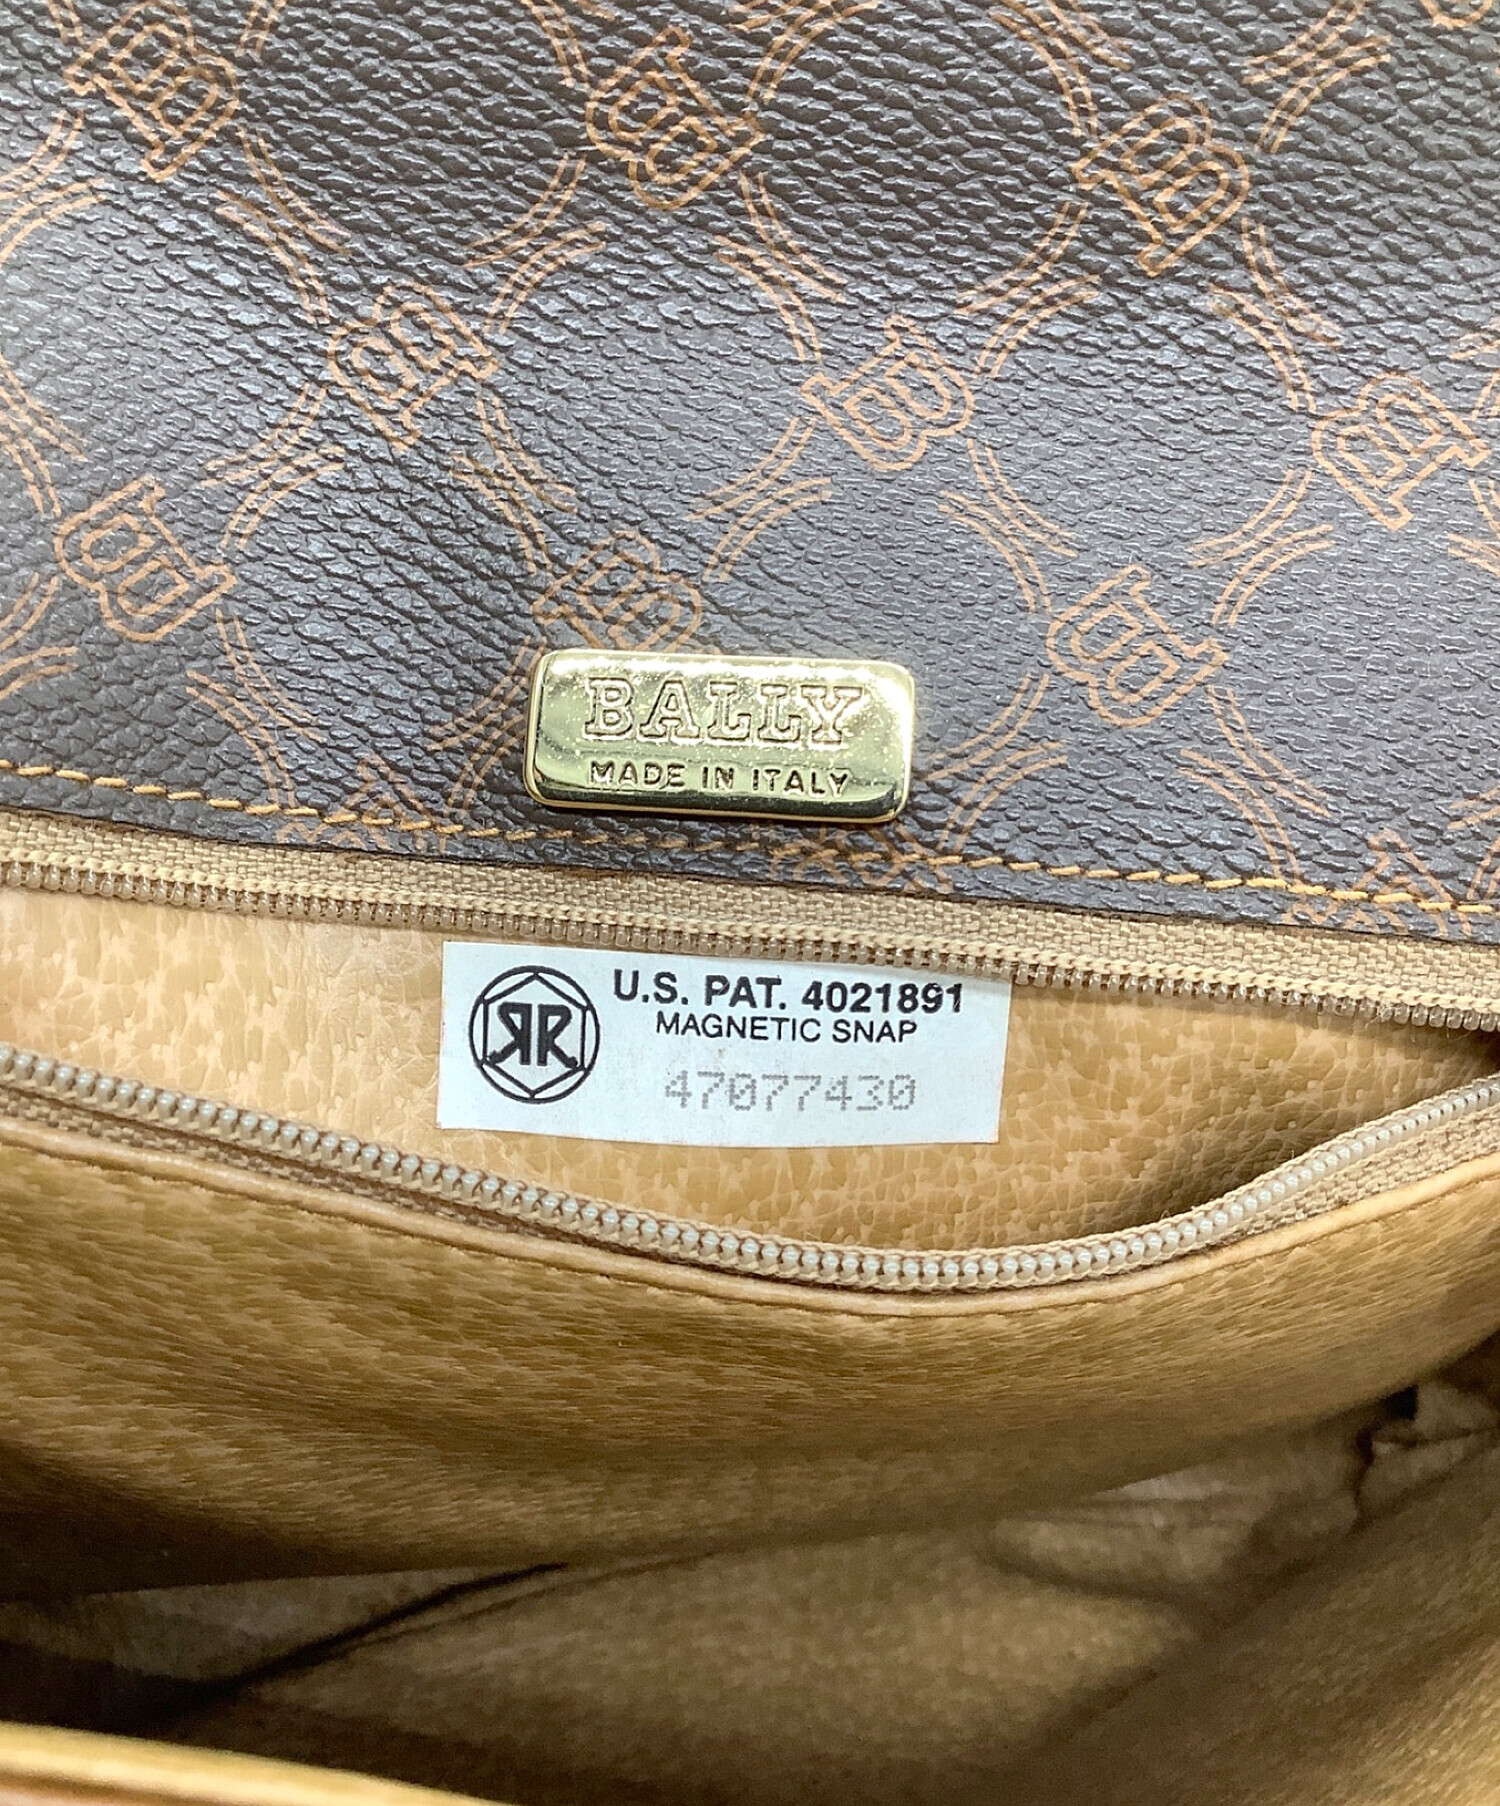 BALLY
MADE IN ITALY
U.S. PAT. 4021891
MAGNETIC SNAP
47077430